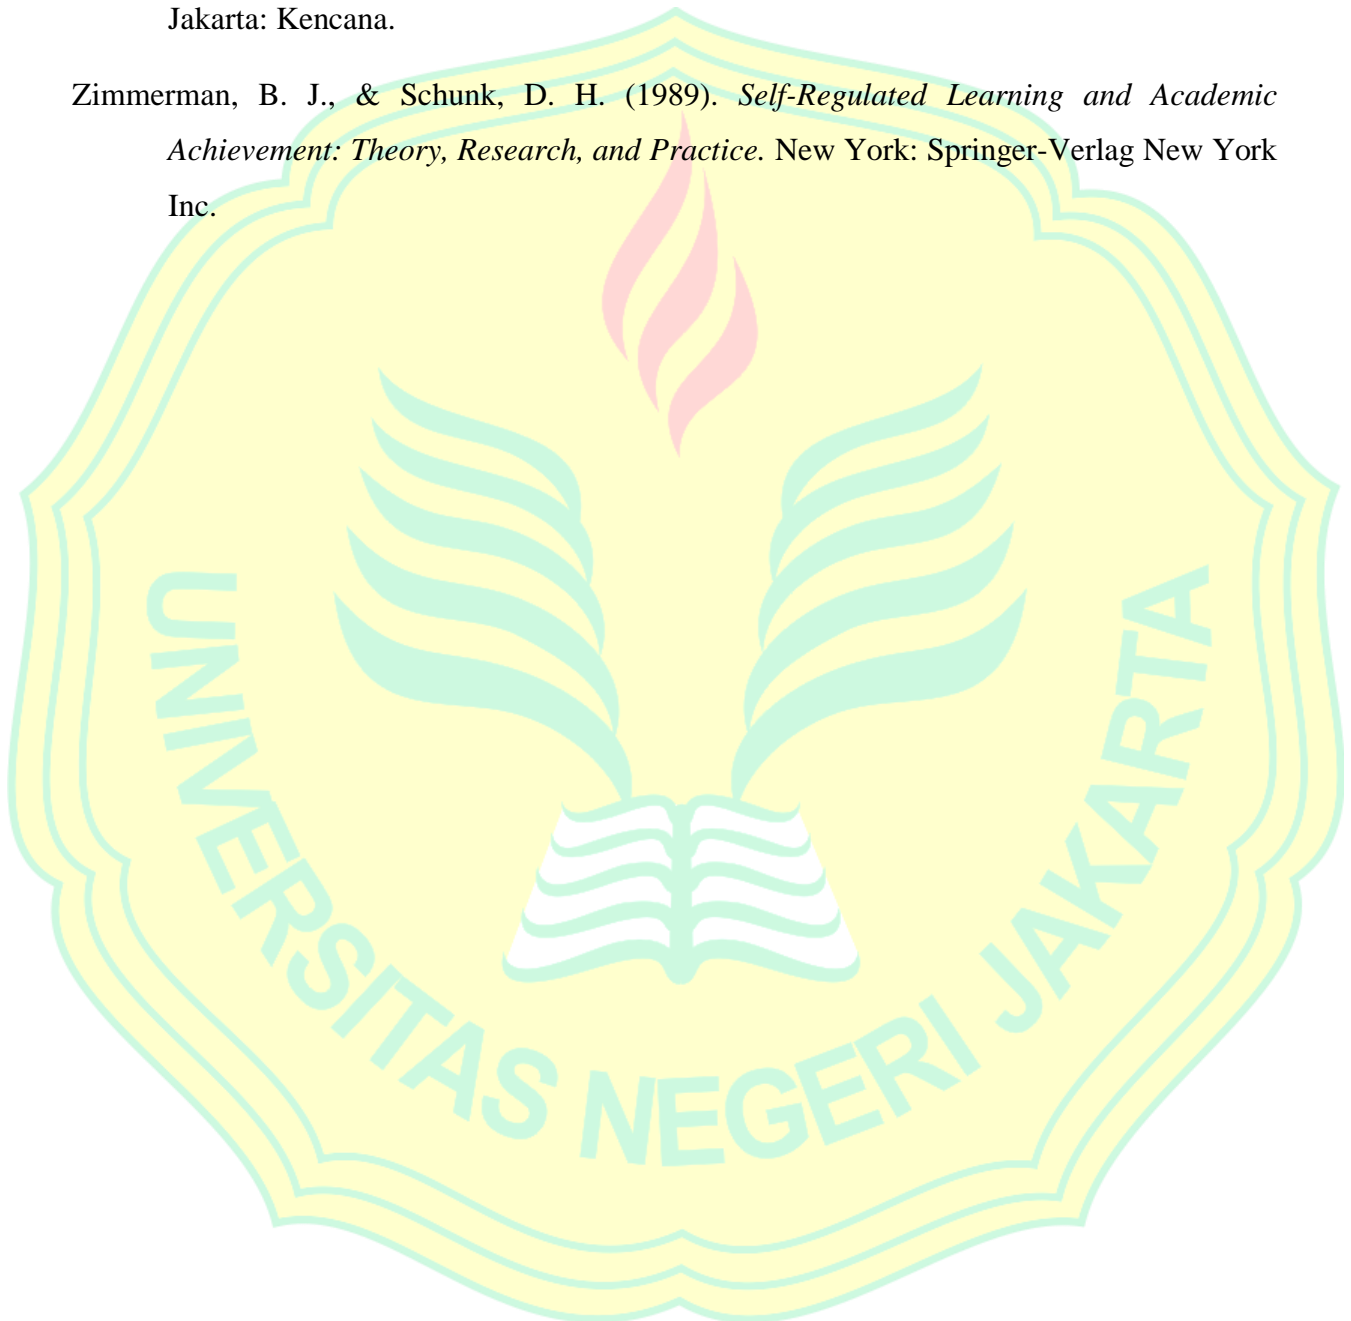 Jakarta: Kencana.
Zimmerman, B. J., & Schunk, D. H. (1989). Self-Regulated Learning and Academic
Achievement: Theory, Research, and Practice. New York: Springer-Verlag New York
Inc.
UNIVERSITAS NEGERI JAKARTA